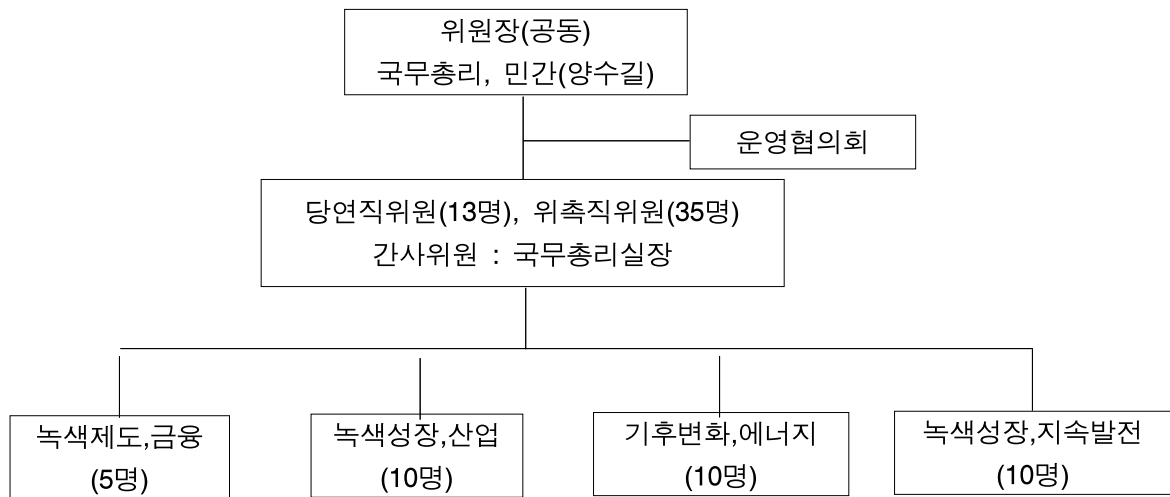 위원장(공동)
국무총리, 민간(양수길)
운영협의회
당연직위원(13명), 위촉직위원(35명)
간사위원 : 국무총리실장
녹색제도,금융
(5명)
녹색성장,산업
(10명)
기후변화,에너지
(10명)
녹색성장,지속발전
(10명)